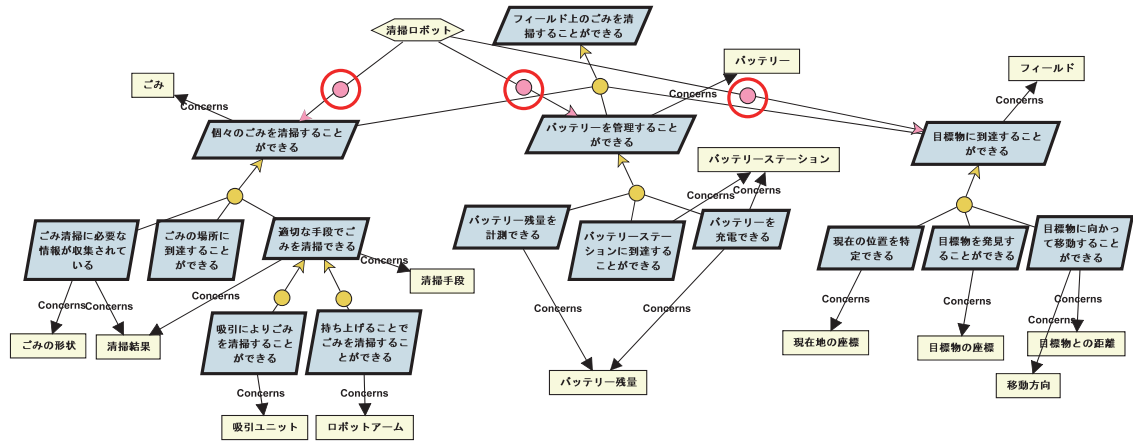 フィールド上のごみを清
掃することができる
清掃ロボット
バッテリー
フィールド
ごみ
Concerns
Concerns
Concerns
個々のごみを清掃すること
ができる
バッテリーを管理すること
ができる
目標物に到達すること
ができる
バッテリーステーション
Concerns
Concerns
ごみ清掃に必要な
情報が収集されて
いる
ごみの場所に
到達すること
ができる
適切な手段でご
みを清掃できる
バッテリー残量を
計測できる
バッテリーステー
ションに到達する
ことができる
バッテリーを
充電できる
現在の位置を特
定できる
目標物を発見す
ることができる
目標物に向かっ
て移動すること
ができる
Concerns
清掃手段
Concerns
Concerns
Concerns
Concerns
Concerns
Concerns
Concerns
Concerns
Concerns
ごみの形状
清掃結果
吸引によりごみ
を清掃すること
ができる
持ち上げることで
ごみを清掃するこ
とができる
現在地の座標
目標物の座標
目標物との距離
バッテリー残量
移動方向
Concerns
Concerns
吸引ユニット
ロボットアーム